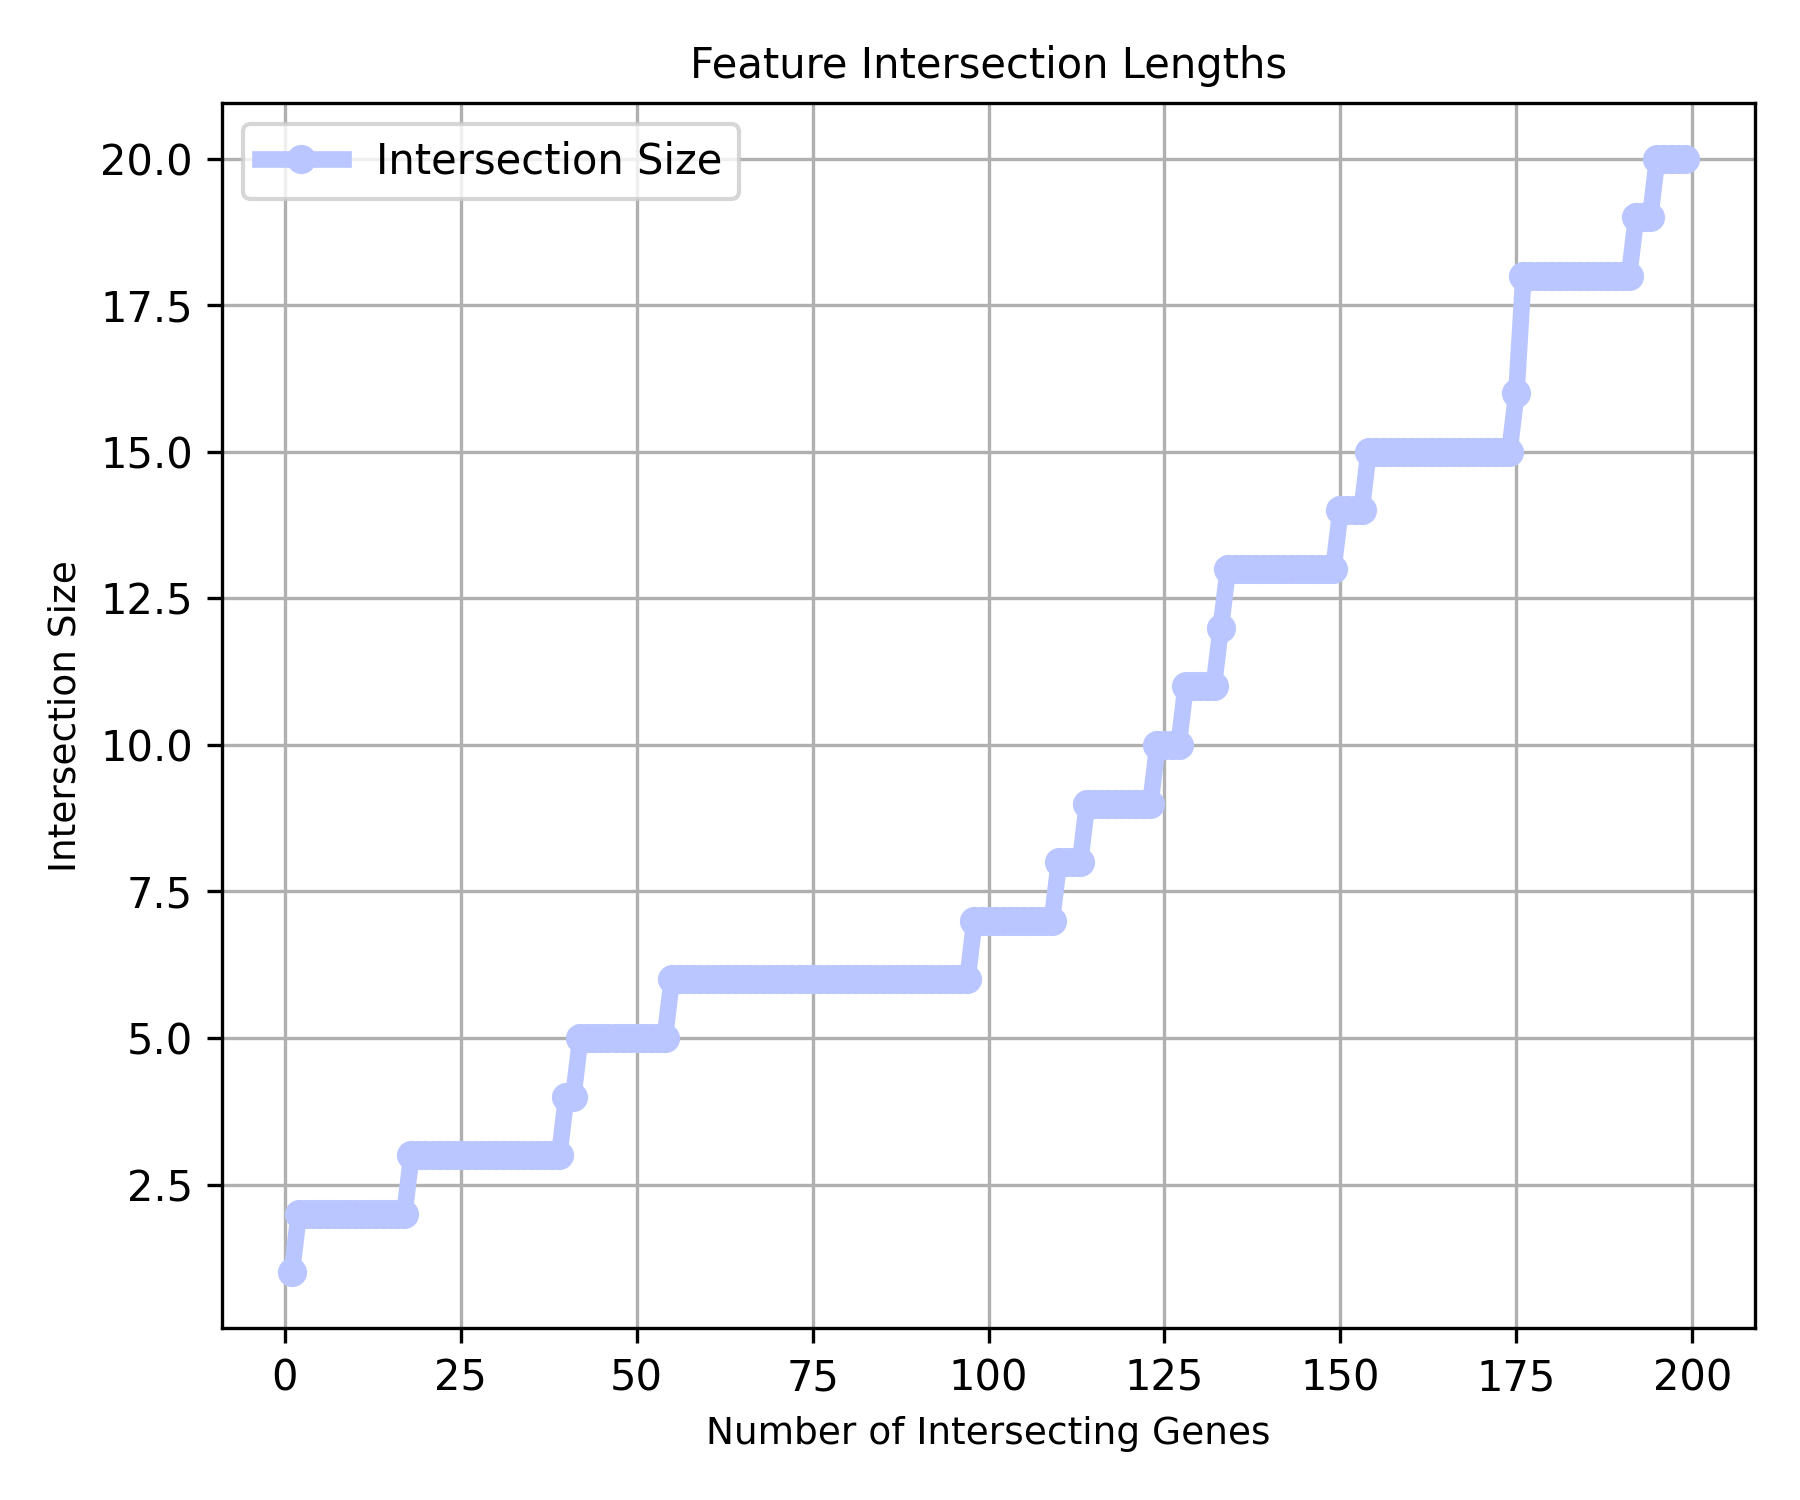 Feature Intersection Lengths
Intersection Size
20.0
17.5
15.0
12.5
10.0
7.5
5.0
2.5
Intersection Size
0 25 50 75 100 125 150 175 200
Number of Intersecting Genes